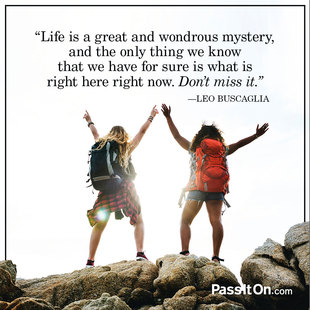 “Life is a great and wondrous mystery,
and the only thing we know
that we have for sure is what is
right here right now. Don’t miss it.”
—LEO BUSCAGLIA
PassItOn.com®